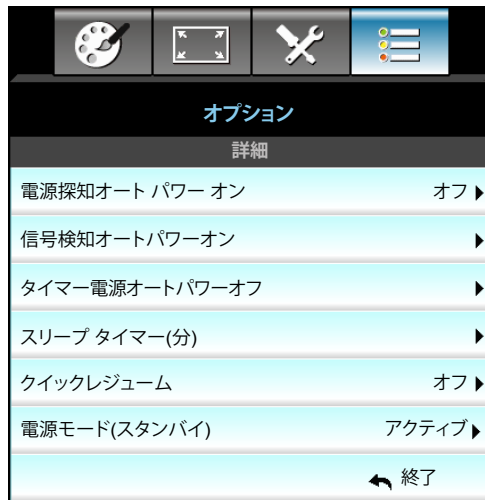 オプション
詳細
電源探知オート パワー オン オフ
信号検知オートパワーオン
タイマー電源オートパワーオフ
スリープ タイマー(分)
クイックレジューム オフ
電源モード(スタンバイ) アクティブ
終了